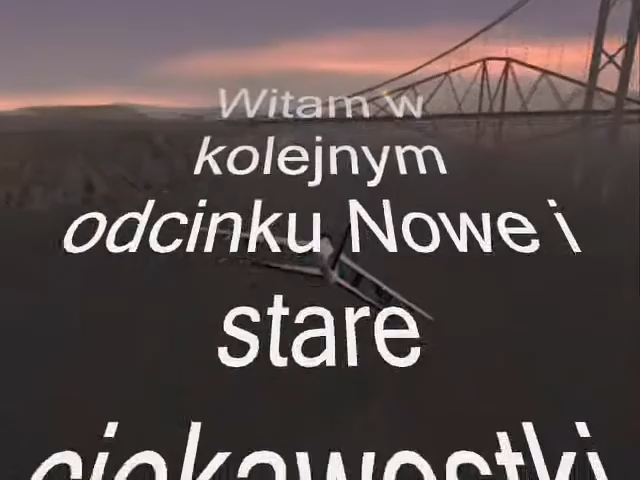 Witam w
kolejnym
odcinku Nowe i
stare
ciekawostki